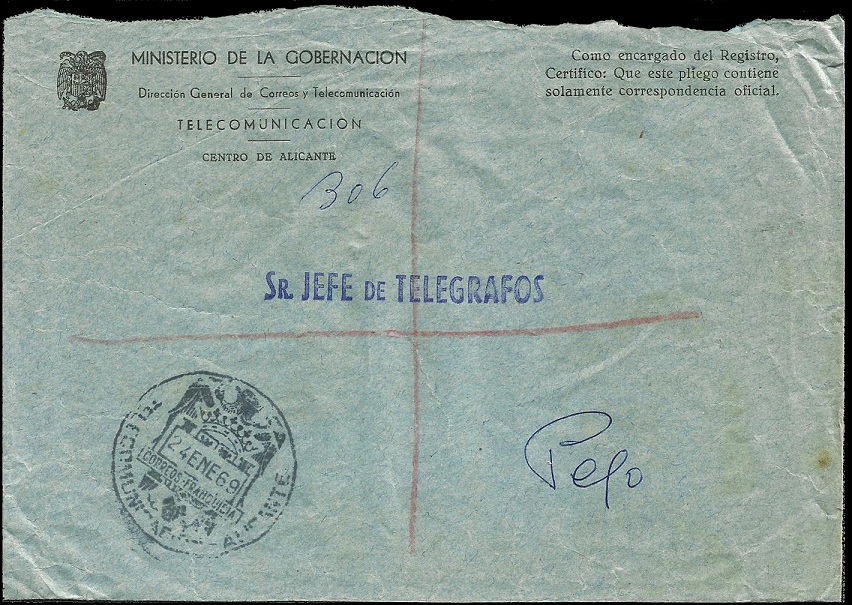 MINISTERIO DE LA GOBERNACION
Dirección General de Correos y Telecomunicación
TELECOMUNICACION
CENTRO DE ALICANTE
Como encargado del Registro,
Certifico: Que este pliego contiene
solamente correspondencia oficial.
306
SR. JEFE DE TELEGRAFOS
24 ENE 69
CORREOS-FRANQUICIA
ALICANTE
Pego